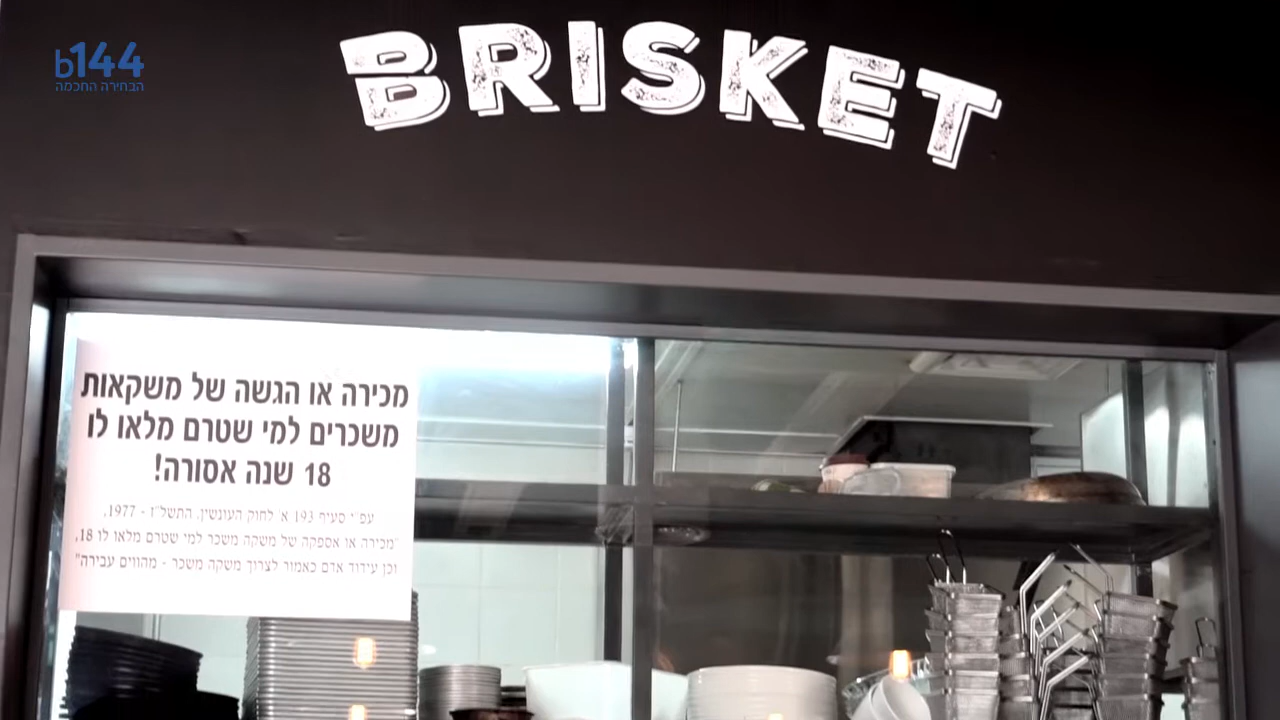 b144
הבחירה החכמה
BRISKET
מכירה או הגשה של משקאות
משכרים למי שטרם מלאו לו
18 שנה אסורה!
עפ"י סעיף 193 א' לחוק העונשין, התשל"ז - 1977,
"מכירה או אספקה של משקה משכר למי שטרם מלאו לו 18,
וכן עידוד אדם כאמור לצרוך משקה משכר - מהווים עבירה"